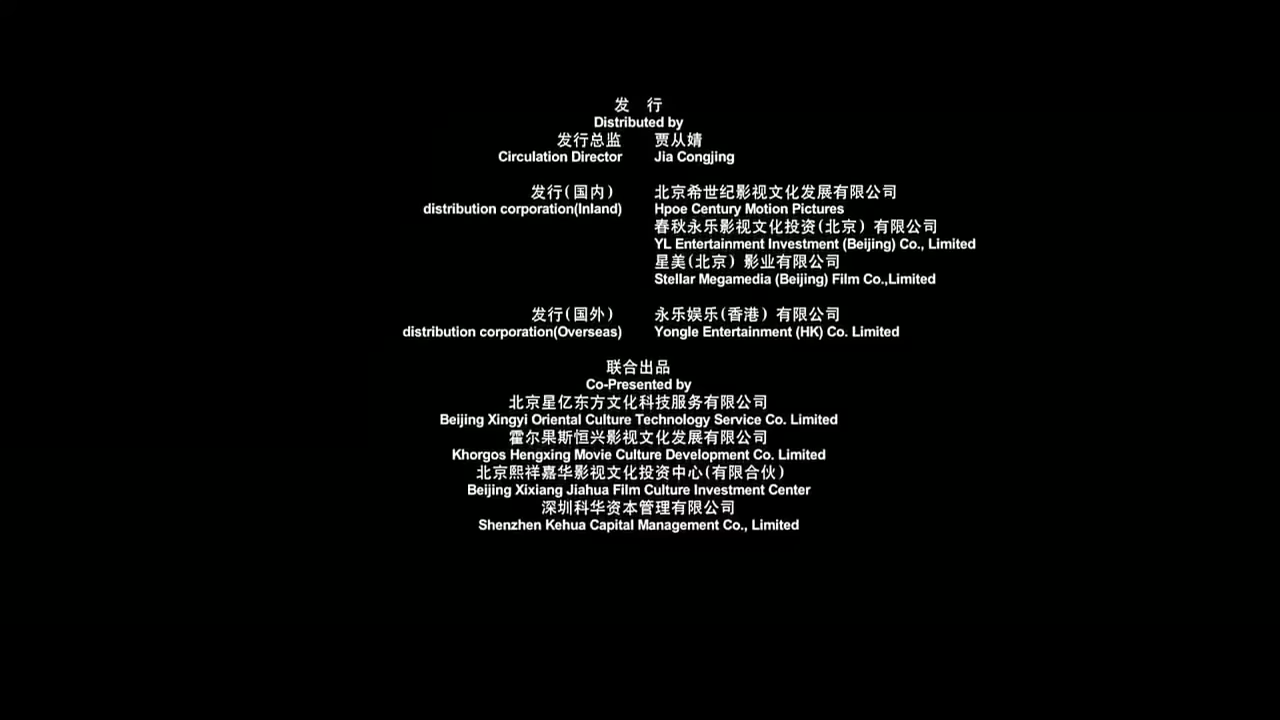 发 行
Distributed by
发行总监 贾从婧
Circulation Director Jia Congjing
发行(国内) 北京希世纪影视文化发展有限公司
distribution corporation(Inland) Hpoe Century Motion Pictures
春秋永乐影视文化投资(北京) 有限公司
YL Entertainment Investment (Beijing) Co., Limited
星美(北京) 影业有限公司
Stellar Megamedia (Beijing) Film Co.,Limited
发行(国外) 永乐娱乐(香港) 有限公司
distribution corporation(Overseas) Yongle Entertainment (HK) Co. Limited
联合出品
Co-Presented by
北京星亿东方文化科技服务有限公司
Beijing Xingyi Oriental Culture Technology Service Co. Limited
霍尔果斯恒兴影视文化发展有限公司
Khorgos Hengxing Movie Culture Development Co. Limited
北京熙祥嘉华影视文化投资中心(有限合伙)
Beijing Xixiang Jiahua Film Culture Investment Center
深圳科华资本管理有限公司
Shenzhen Kehua Capital Management Co., Limited